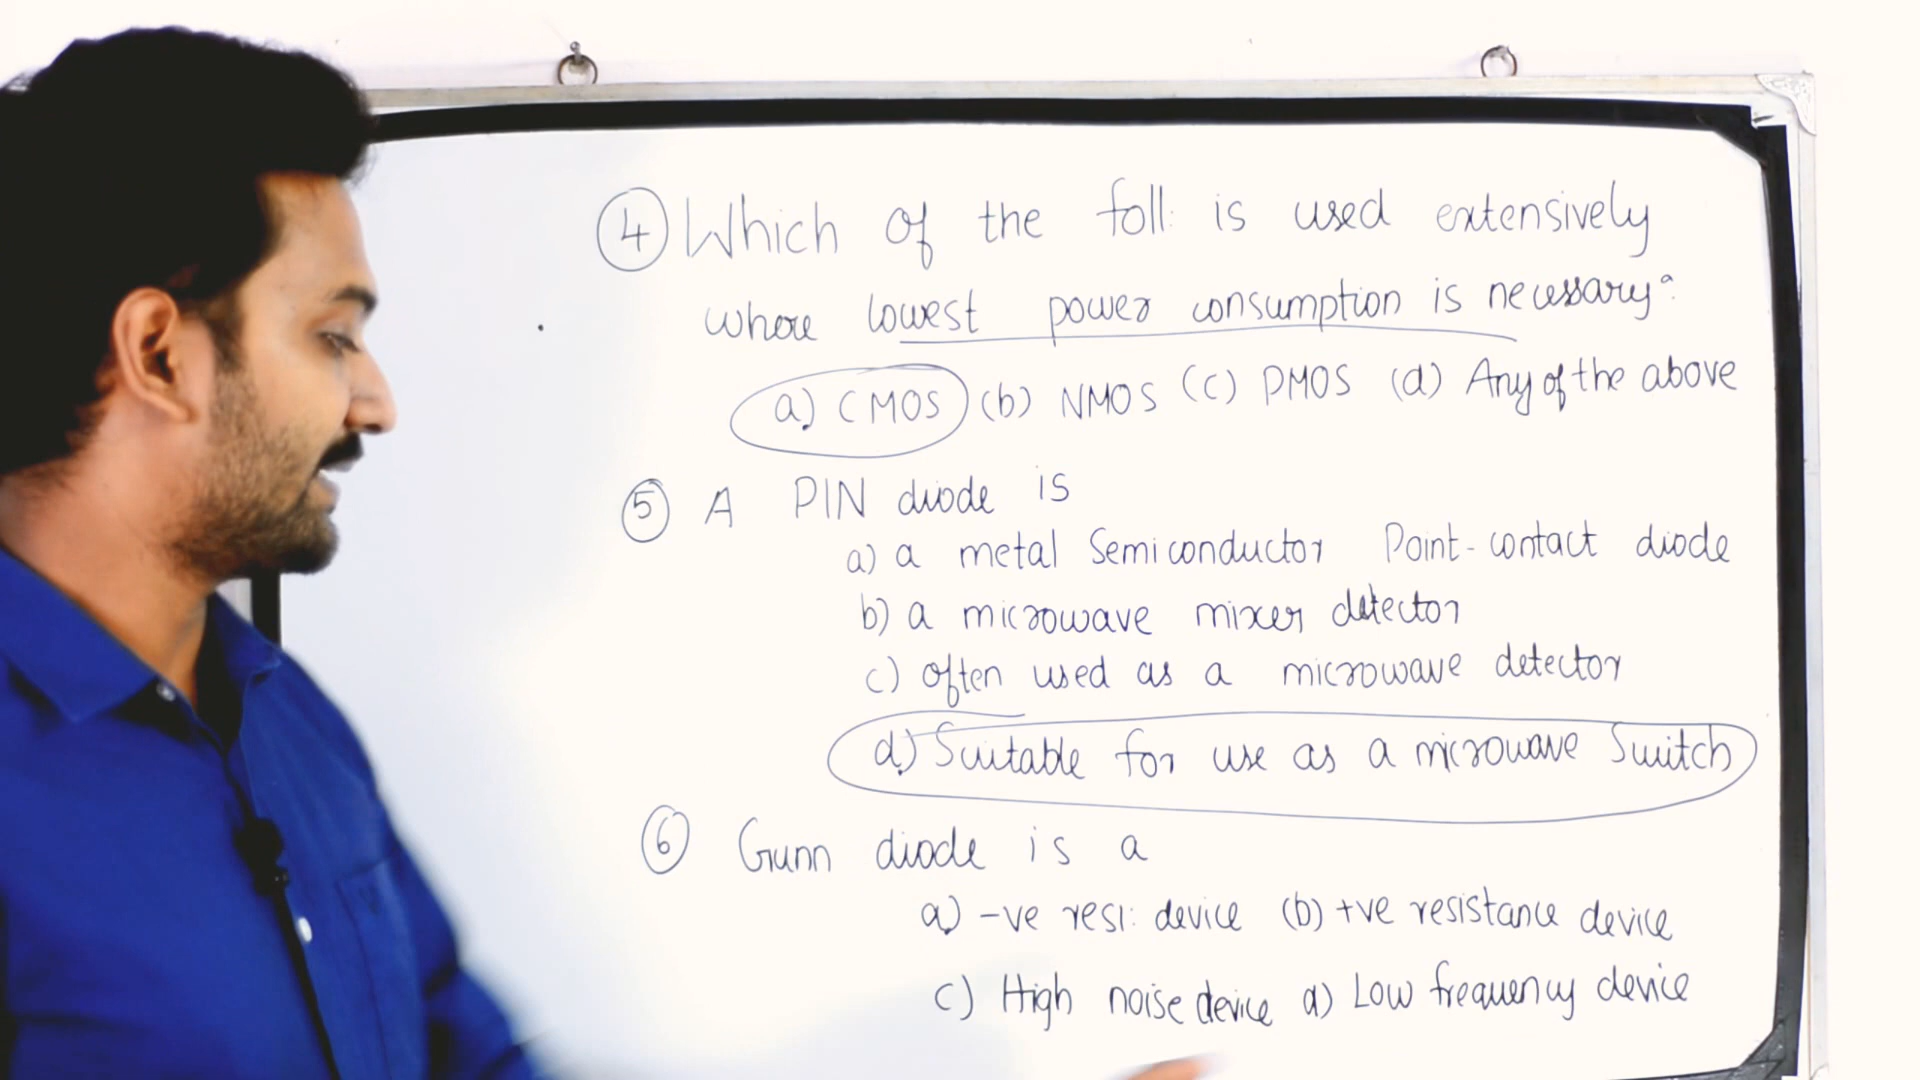 4 Which of the foll: is used extensively
where lowest power consumption is necessary?
a) CMOS (b) NMOS (c) PMOS (d) Any of the above
5 A PIN diode is
a) a metal Semiconductor Point-contact diode
b) a microwave mixer detector
c) often used as a microwave detector
d) Suitable for use as a microwave Switch
6 Gunn diode is a
a) -ve resi: device (b) +ve resistance device
c) High noise device d) Low frequency device